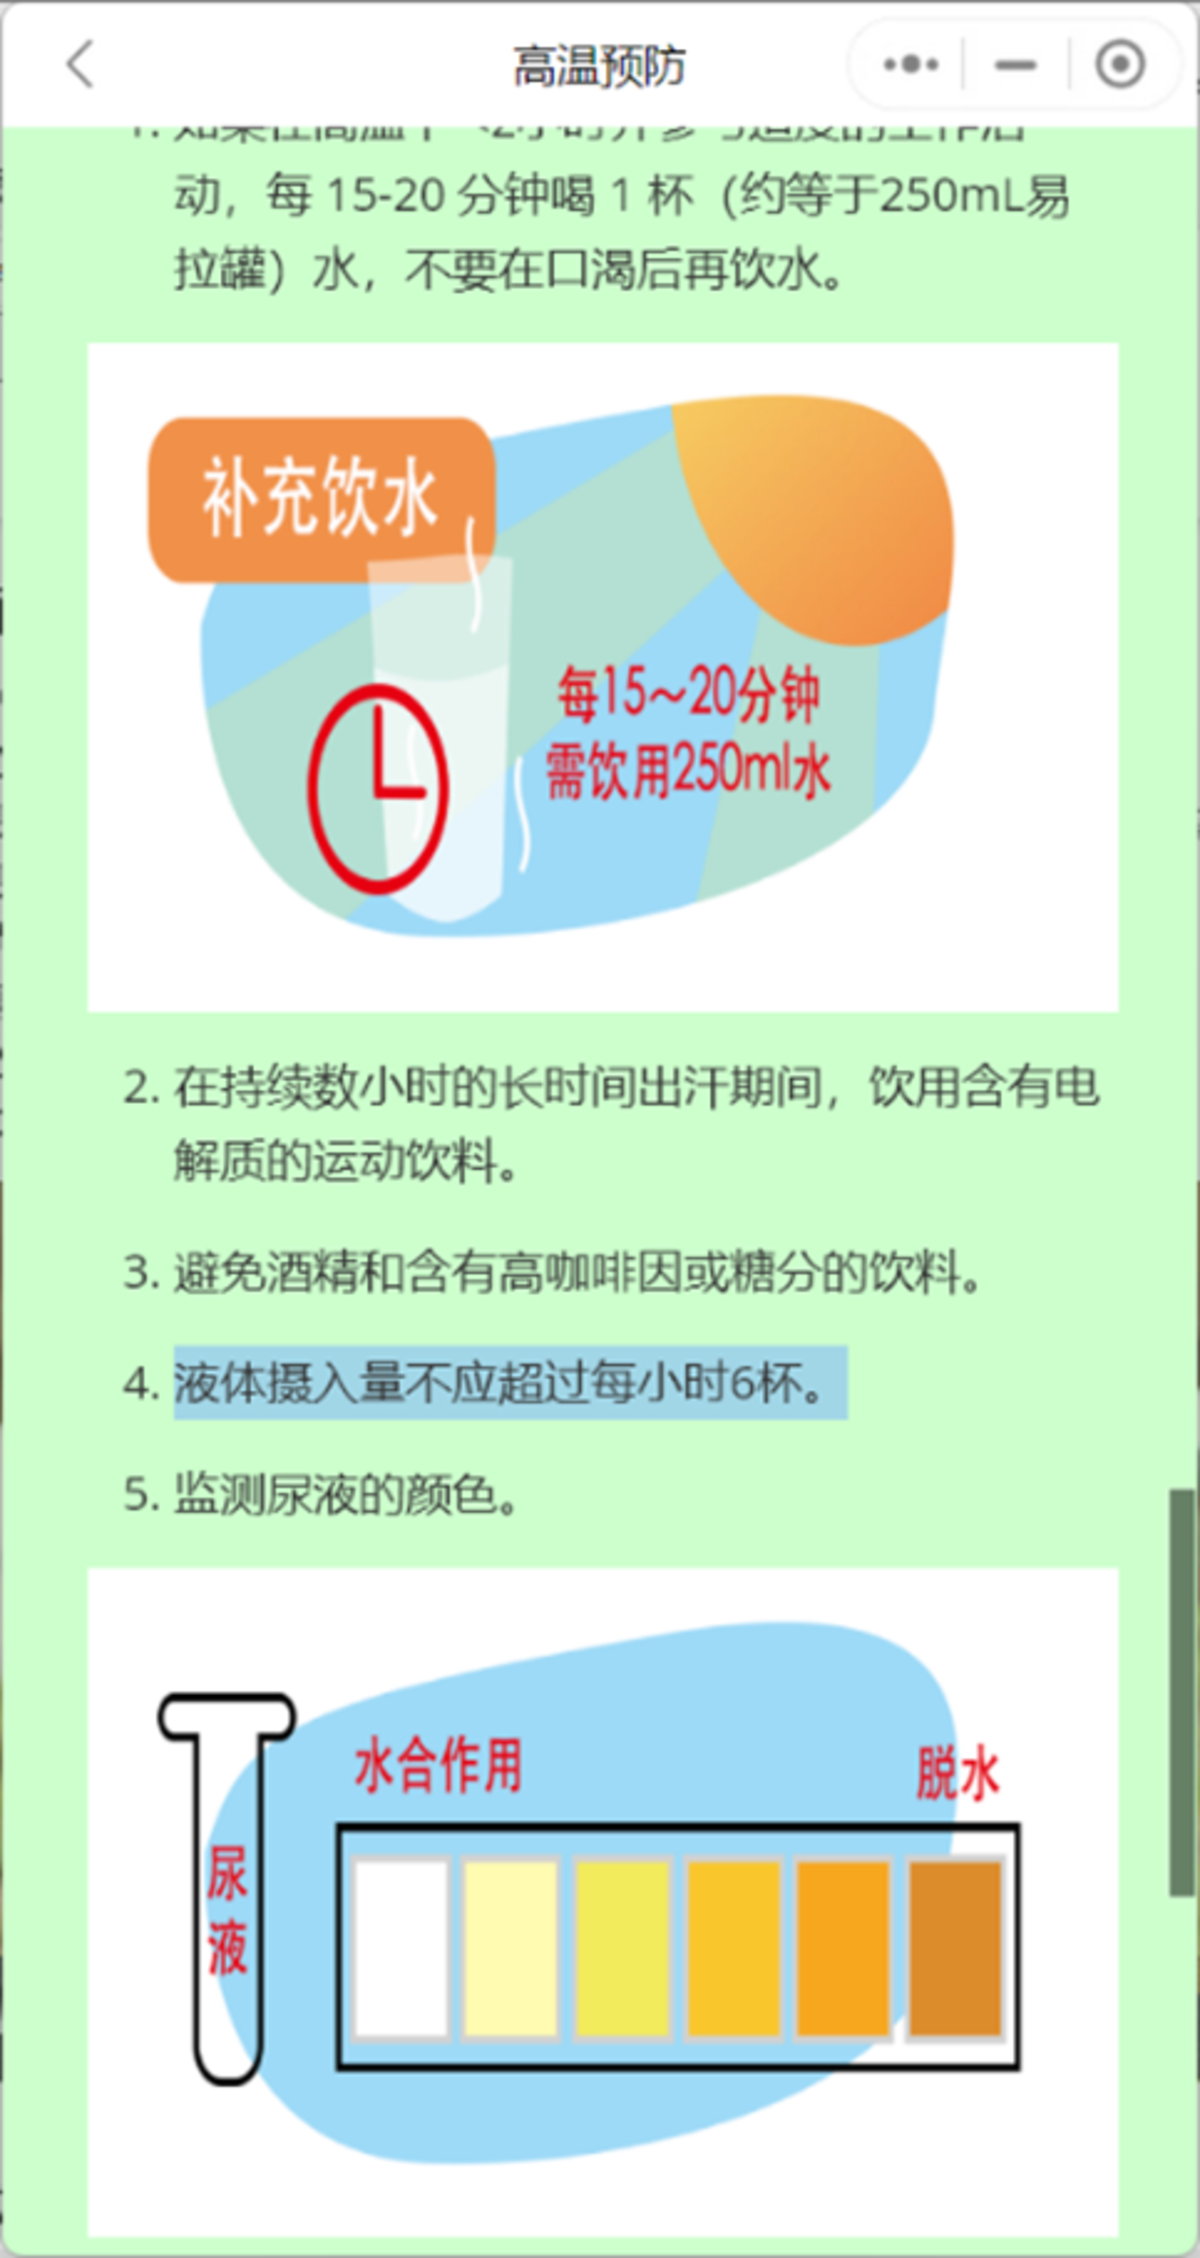 高温预防
动，每 15-20 分钟喝 1 杯（约等于250mL易
拉罐）水，不要在口渴后再饮水。
补充饮水
每15～20分钟
需饮用250ml水
2. 在持续数小时的长时间出汗期间，饮用含有电
解质的运动饮料。
3. 避免酒精和含有高咖啡因或糖分的饮料。
4. 液体摄入量不应超过每小时6杯。
5. 监测尿液的颜色。
水合作用
脱水
尿
液